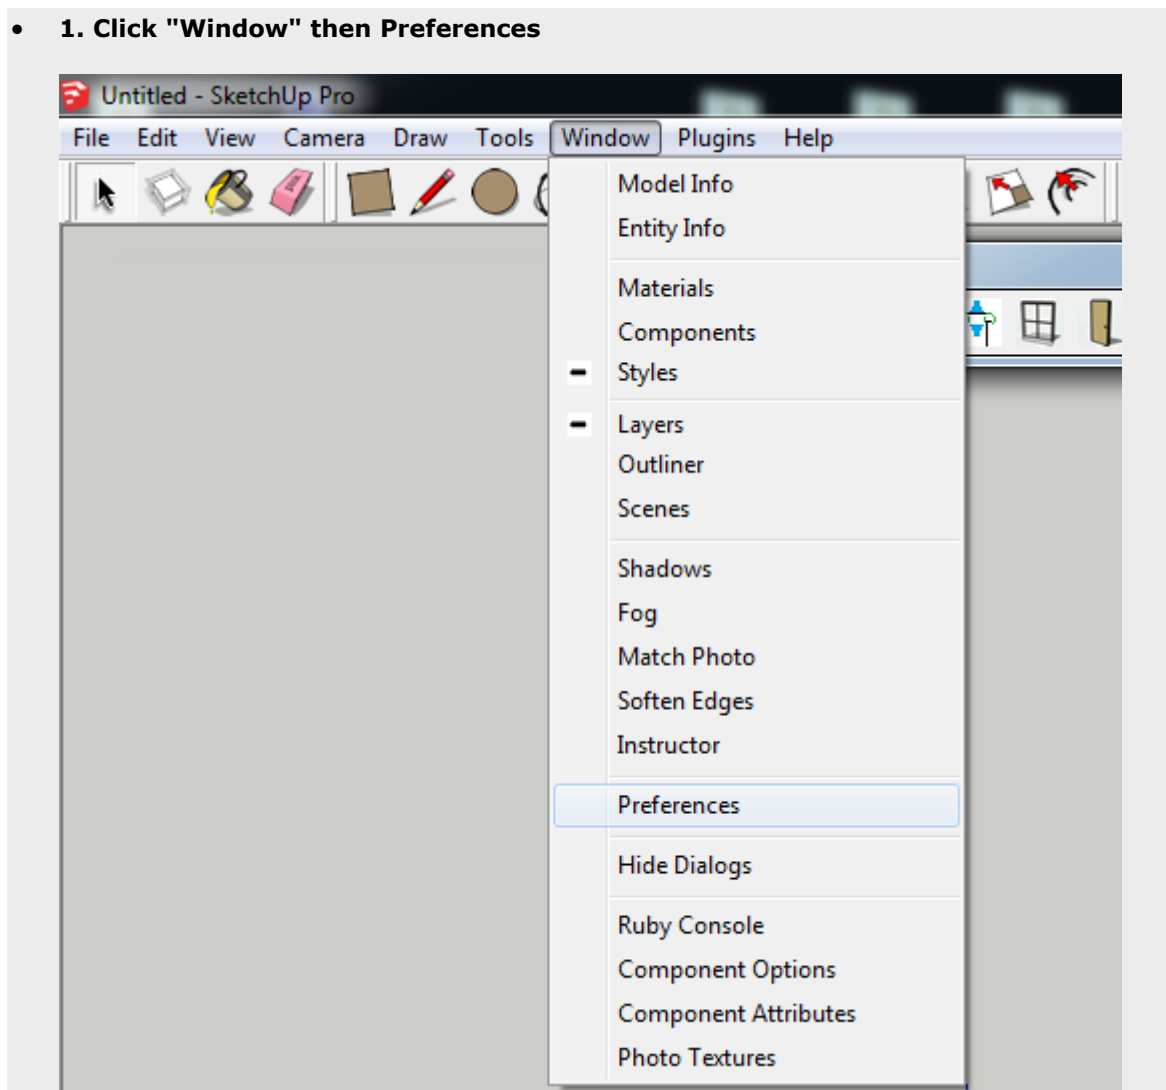 • 1. Click "Window" then Preferences
Untitled - SketchUp Pro
File Edit View Camera Draw Tools Window Plugins Help
Model Info
Entity Info
Materials
Components
Styles
Layers
Outliner
Scenes
Shadows
Fog
Match Photo
Soften Edges
Instructor
Preferences
Hide Dialogs
Ruby Console
Component Options
Component Attributes
Photo Textures